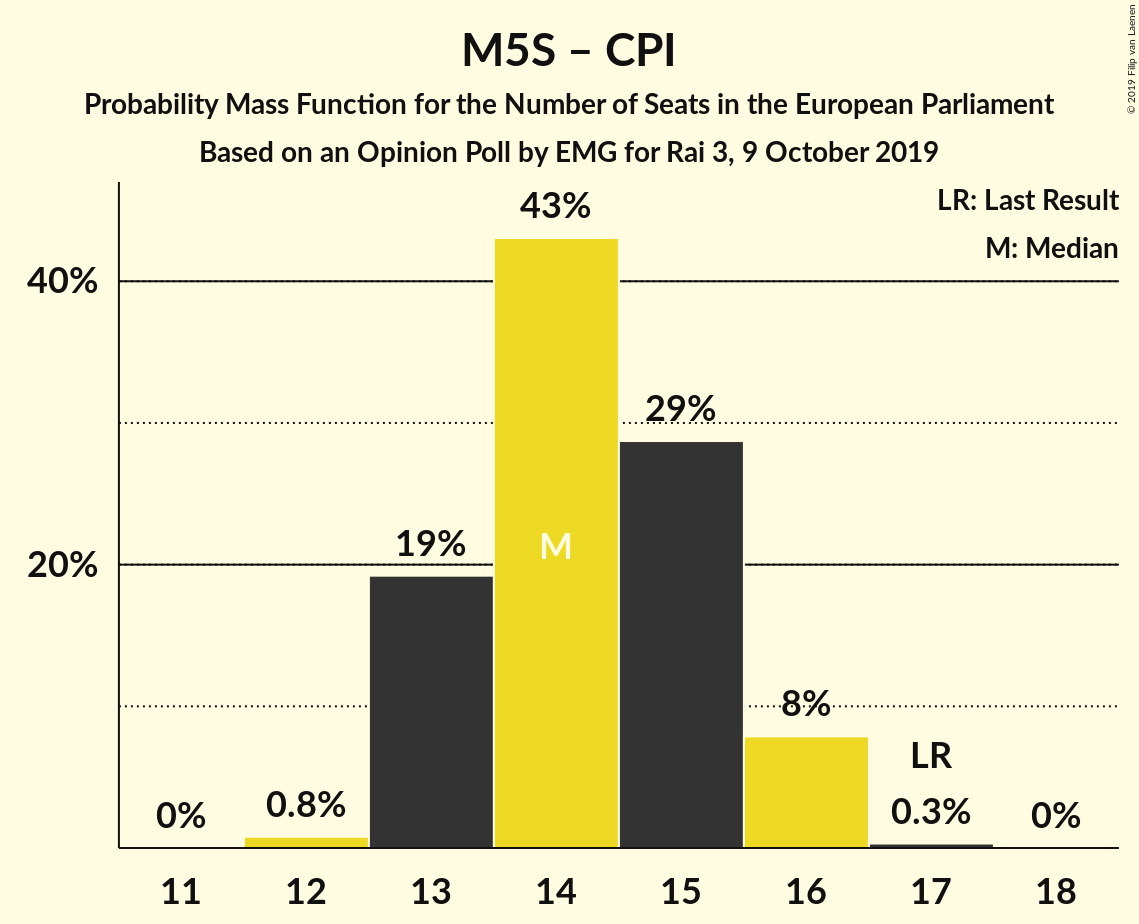 M5S – CPI
Probability Mass Function for the Number of Seats in the European Parliament
Based on an Opinion Poll by EMG for Rai 3, 9 October 2019
© 2019 Filip van Laenen
LR: Last Result
M: Median
40%
20%
0%
0.8%
19%
43%
M
29%
8%
LR
0.3%
0%
11 12 13 14 15 16 17 18